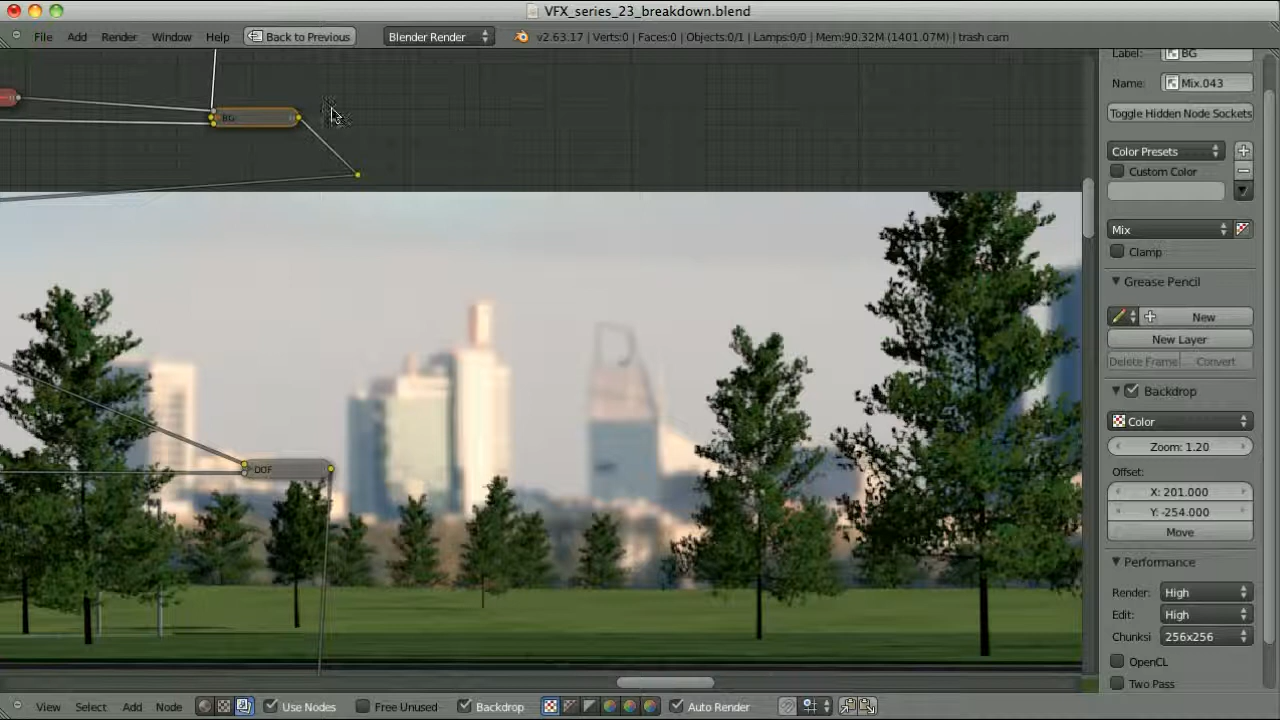 VFX_series_23_breakdown.blend
File Add Render Window Help Back to Previous Blender Render v2.63.17 | Verts:0 | Faces:0 | Objects:0/1 | Lamps:0/0 | Mem:90.32M (1401.07M) | trash cam
Label: BG
Name: Mix.043
Toggle Hidden Node Sockets
BG
Color Presets
Custom Color
Mix
Clamp
Grease Pencil
New
New Layer
Delete Frame Convert
Backdrop
Color
Zoom: 1.20
DOF
Offset:
X: 201.000
Y: -254.000
Move
Performance
Render: High
Edit: High
Chunksi 256x256
OpenCL
Two Pass
View Select Add Node Use Nodes Free Unused Backdrop Auto Render